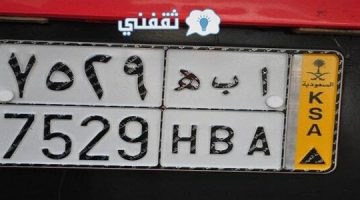 ثقفني
٧٥٢٩ ا ب ھ
7529 HBA
السعودية
KSA